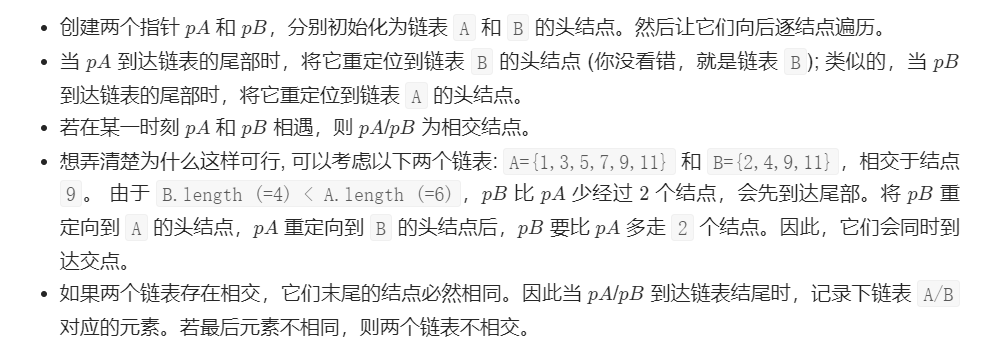 • 创建两个指针 pA 和 pB，分别初始化为链表 A 和 B 的头结点。然后让它们向后逐结点遍历。
• 当 pA 到达链表的尾部时，将它重定位到链表 B 的头结点 (你没看错，就是链表 B); 类似的，当 pB
到达链表的尾部时，将它重定位到链表 A 的头结点。
• 若在某一时刻 pA 和 pB 相遇，则 pA/pB 为相交结点。
• 想弄清楚为什么这样可行, 可以考虑以下两个链表: A={1,3,5,7,9,11} 和 B={2,4,9,11}，相交于结点
9 。 由于 B.length (=4) < A.length (=6)，pB 比 pA 少经过 2 个结点，会先到达尾部。将 pB 重
定向到 A 的头结点，pA 重定向到 B 的头结点后，pB 要比 pA 多走 2 个结点。因此，它们会同时到
达交点。
• 如果两个链表存在相交，它们末尾的结点必然相同。因此当 pA/pB 到达链表结尾时，记录下链表 A/B
对应的元素。若最后元素不相同，则两个链表不相交。